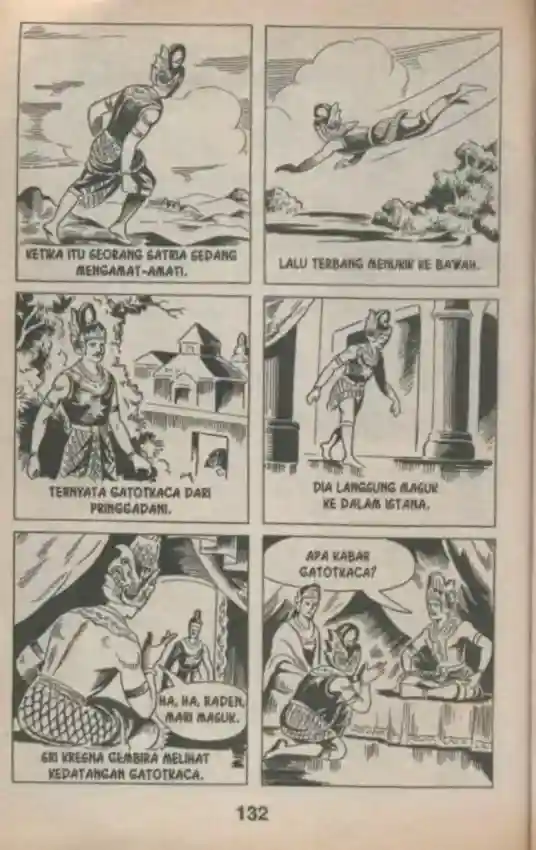 KETIKA ITU SEORANG SATRIA SEDANG
MENGAMAT-AMATI.
LALU TERBANG MENUKIK KE BAWAH.
TERNYATA GATOTKACA DARI
PRINGGADANI.
DIA LANGSUNG MASUK
KE DALAM ISTANA.
HA, HA, RADEN,
MARI MASUK.
SRI KRESNA GEMBIRA MELIHAT
KEDATANGAN GATOTKACA.
APA KABAR
GATOTKACA?
132